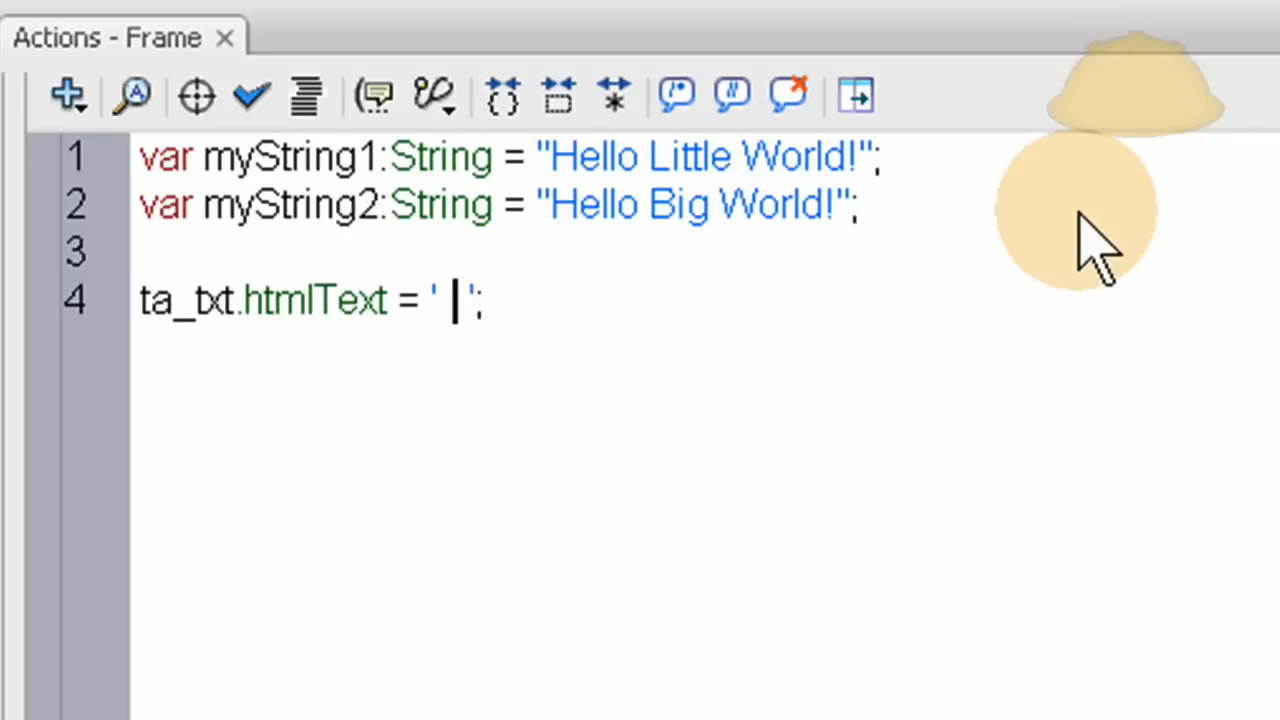 Actions - Frame
1 var myString1:String = "Hello Little World!";
2 var myString2:String = "Hello Big World!";
3
4 ta_txt.htmlText = ' ';